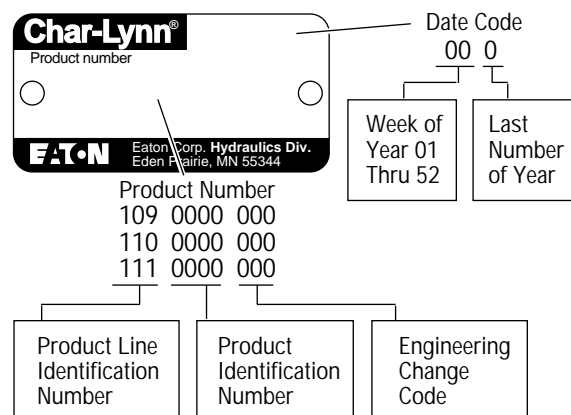 Char-Lynn®
Product number
EATON
Eaton Corp. Hydraulics Div.
Eden Prairie, MN 55344
Date Code
00 0
Week of
Year 01
Thru 52
Last
Number
of Year
Product Number
109 0000 000
110 0000 000
111 0000 000
Product Line
Identification
Number
Product
Identification
Number
Engineering
Change
Code